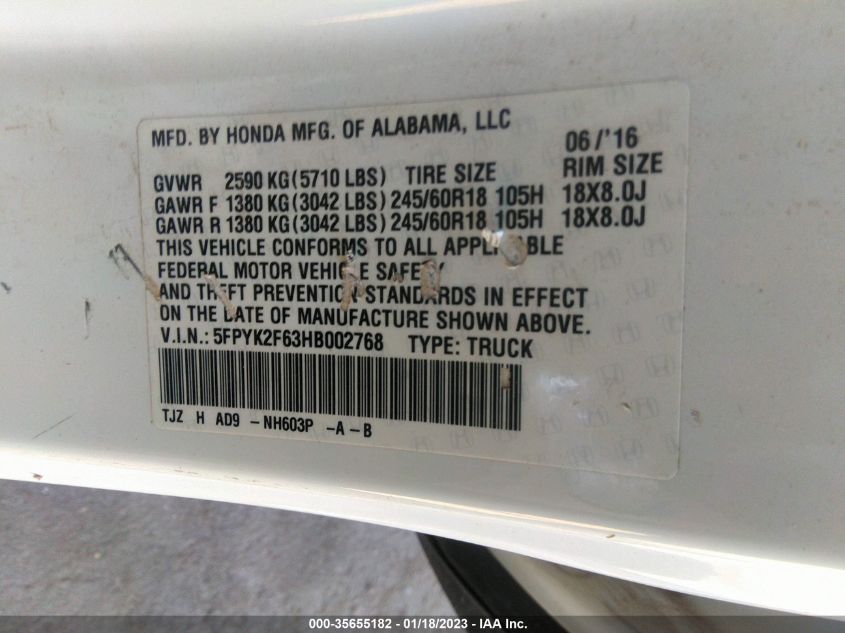 MFD. BY HONDA MFG. OF ALABAMA, LLC 06/'16
GVWR 2590 KG(5710 LBS) TIRE SIZE RIM SIZE
GAWR F 1380 KG(3042 LBS) 245/60R18 105H 18X8.0J
GAWR R 1380 KG(3042 LBS) 245/60R18 105H 18X8.0J
THIS VEHICLE CONFORMS TO ALL APPLICABLE
FEDERAL MOTOR VEHICLE SAFETY
AND THEFT PREVENTION STANDARDS IN EFFECT
ON THE DATE OF MANUFACTURE SHOWN ABOVE.
V.I.N.: 5FPYK2F63HB002768 TYPE: TRUCK
TJZ H AD9 -NH603P -A-B
000-35655182 / 01/18/2023 - IAA Inc.